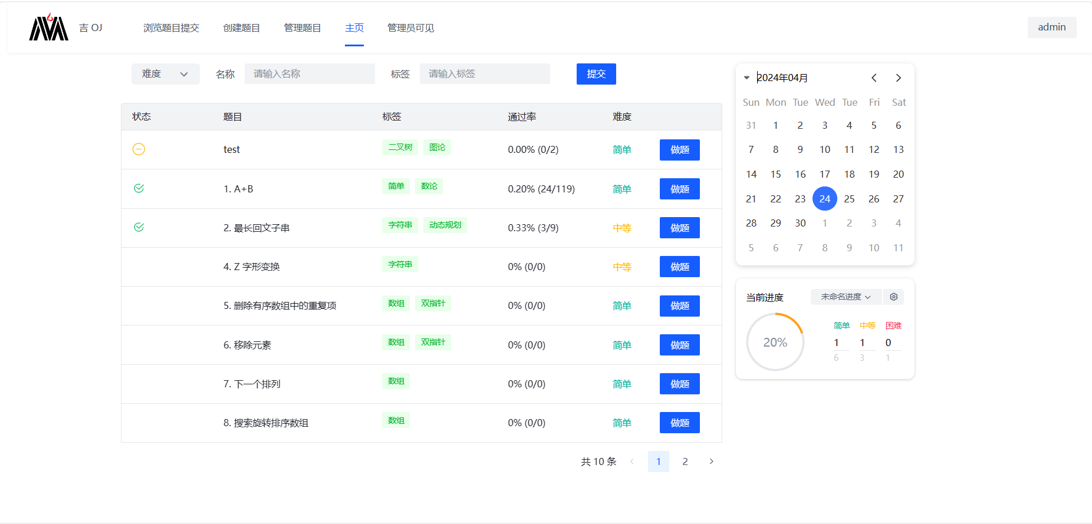 吉 OJ 浏览题目提交 创建题目 管理题目 主页 管理员可见 admin
难度 名称 请输入名称 标签 请输入标签 提交
状态 题目 标签 通过率 难度
test 二叉树 图论 0.00% (0/2) 简单 做题
1. A+B 简单 数论 0.20% (24/119) 简单 做题
2. 最长回文子串 字符串 动态规划 0.33% (3/9) 中等 做题
4. Z 字形变换 字符串 0% (0/0) 中等 做题
5. 删除有序数组中的重复项 数组 双指针 0% (0/0) 简单 做题
6. 移除元素 数组 双指针 0% (0/0) 简单 做题
7. 下一个排列 数组 0% (0/0) 简单 做题
8. 搜索旋转排序数组 数组 0% (0/0) 简单 做题
共 10 条 1 2
2024年04月
Sun Mon Tue Wed Tue Fri Sat
31 1 2 3 4 5 6
7 8 9 10 11 12 13
14 15 16 17 18 19 20
21 22 23 24 25 26 27
28 29 30 1 2 3 4
5 6 7 8 9 10 11
当前进度 未命名进度
20%
简单 中等 困难
1 1 0
6 3 1